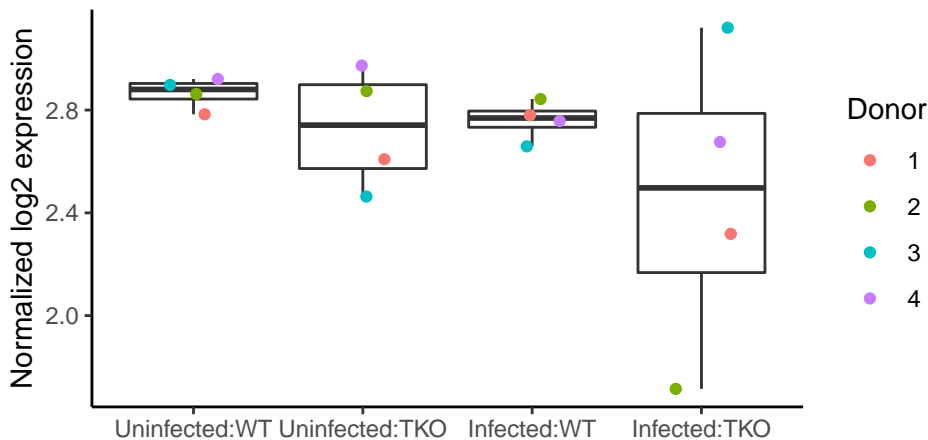 Normalized log2 expression
2.8
2.4
2.0
Uninfected:WT Uninfected:TKO Infected:WT Infected:TKO
Donor
1
2
3
4